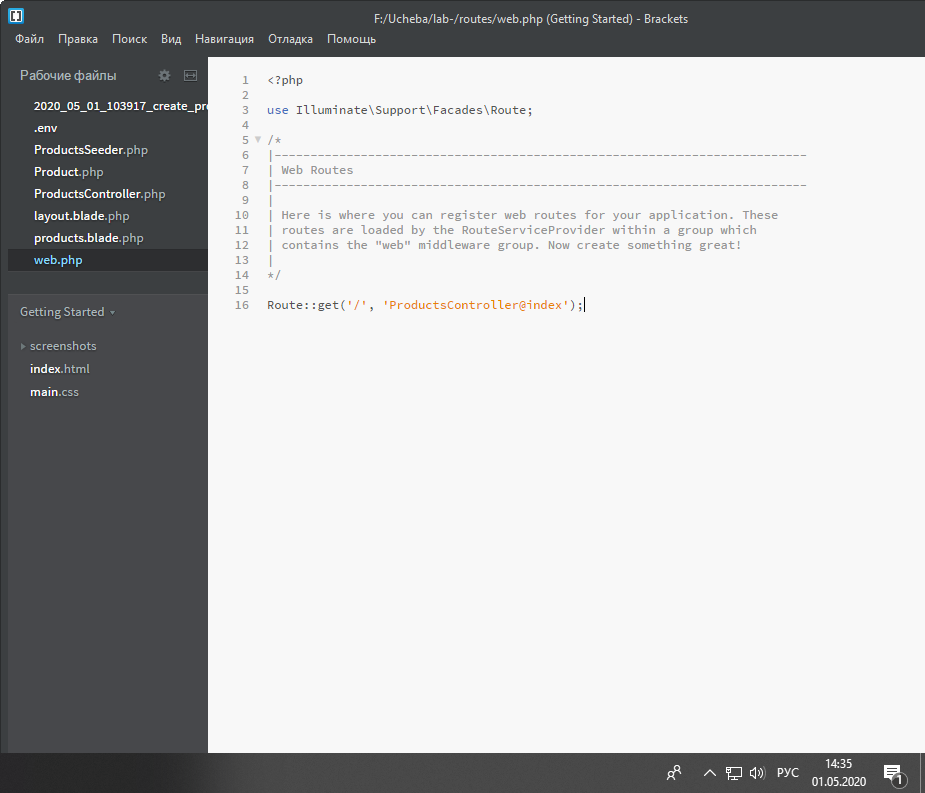 F:/Ucheba/lab-/routes/web.php (Getting Started) - Brackets
Файл Правка Поиск Вид Навигация Отладка Помощь
Рабочие файлы
2020_05_01_103917_create_pro
.env
ProductsSeeder.php
Product.php
ProductsController.php
layout.blade.php
products.blade.php
web.php
Getting Started
screenshots
index.html
main.css
1 <?php
2
3 use Illuminate\Support\Facades\Route;
4
5 /*
6 |--------------------------------------------------------------------------
7 | Web Routes
8 |--------------------------------------------------------------------------
9 |
10 | Here is where you can register web routes for your application. These
11 | routes are loaded by the RouteServiceProvider within a group which
12 | contains the "web" middleware group. Now create something great!
13 |
14 */
15
16 Route::get('/', 'ProductsController@index');
РУС
14:35
01.05.2020
1